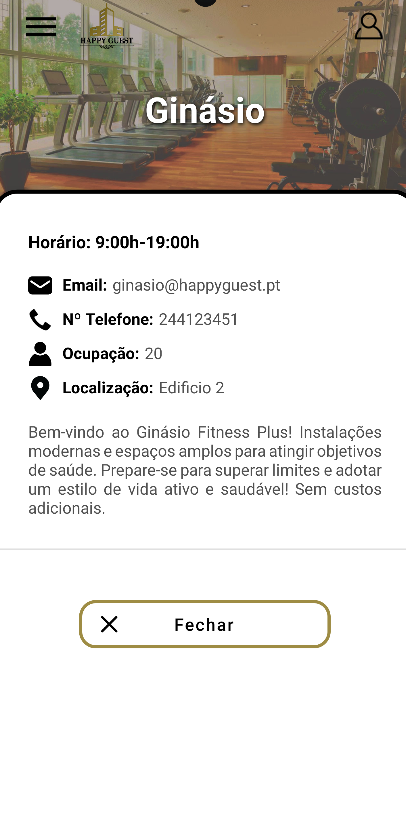 HAPPY GUEST
Ginásio
Horário: 9:00h-19:00h
Email: ginasio@happyguest.pt
Nº Telefone: 244123451
Ocupação: 20
Localização: Edificio 2
Bem-vindo ao Ginásio Fitness Plus! Instalações
modernas e espaços amplos para atingir objetivos
de saúde. Prepare-se para superar limites e adotar
um estilo de vida ativo e saudável! Sem custos
adicionais.
Fechar